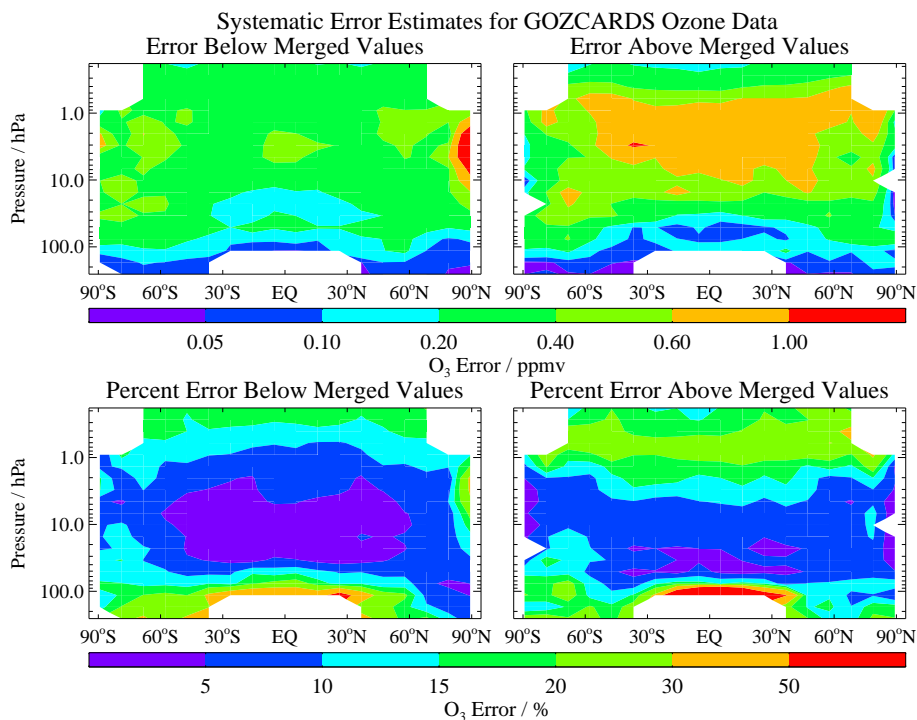 Systematic Error Estimates for GOZCARDS Ozone Data
Error Below Merged Values
Error Above Merged Values
Pressure / hPa
1.0
10.0
100.0
90°S 60°S 30°S EQ 30°N 60°N 90°N
90°S 60°S 30°S EQ 30°N 60°N 90°N
0.05 0.10 0.20 0.40 0.60 1.00
O₃ Error / ppmv
Percent Error Below Merged Values
Percent Error Above Merged Values
Pressure / hPa
1.0
10.0
100.0
90°S 60°S 30°S EQ 30°N 60°N 90°N
90°S 60°S 30°S EQ 30°N 60°N 90°N
5 10 15 20 30 50
O₃ Error / %